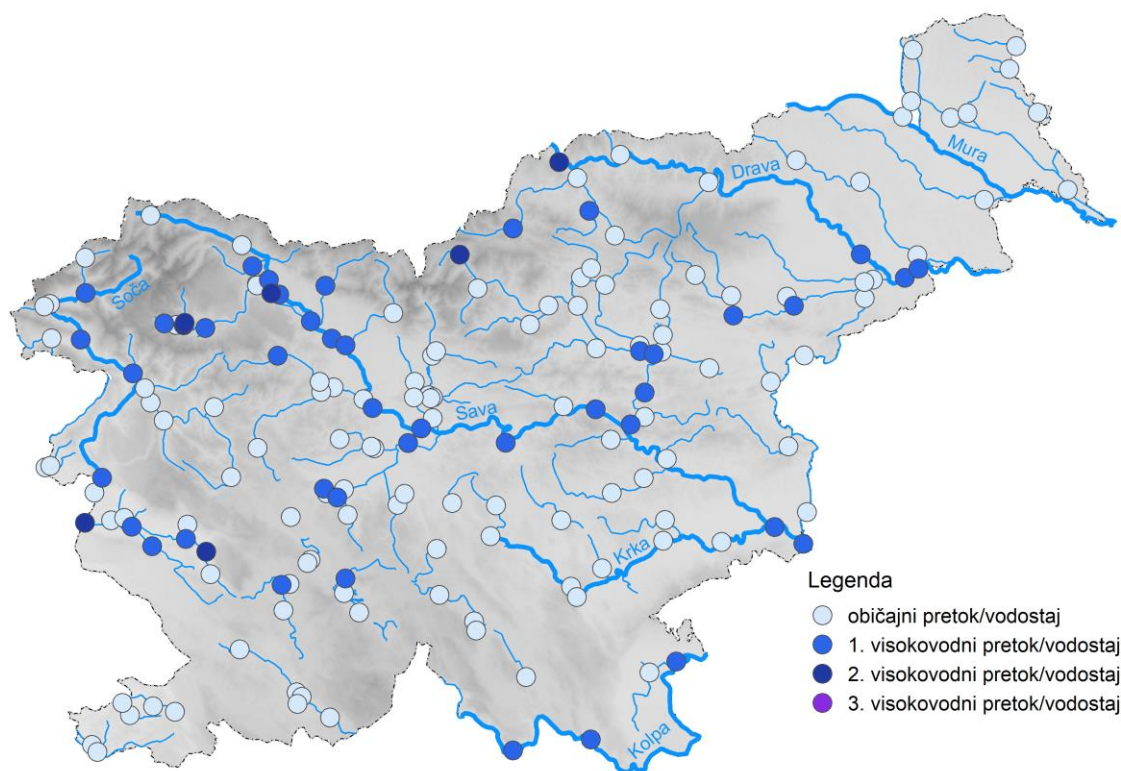 Mura
Drava
Soča
Sava
Krka
Kolpa
Legenda
običajni pretok/vodostaj
1. visokovodni pretok/vodostaj
2. visokovodni pretok/vodostaj
3. visokovodni pretok/vodostaj